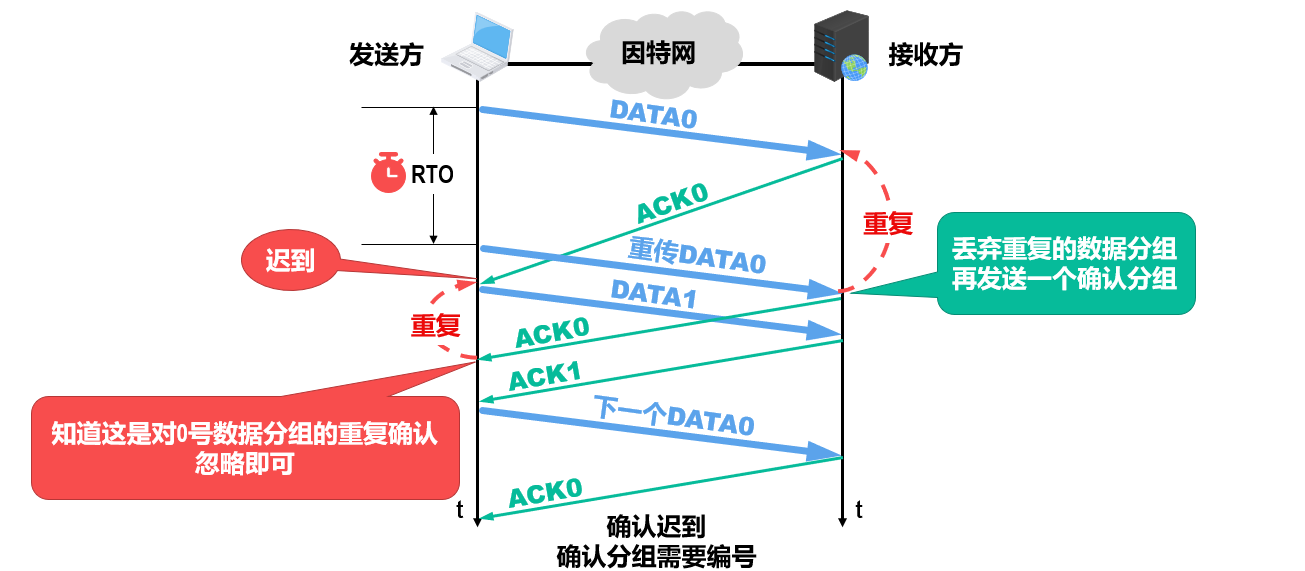 发送方
因特网
接收方
DATA0
RTO
ACK0
重复
迟到
重传DATA0
丢弃重复的数据分组
再发送一个确认分组
DATA1
重复
ACK0
ACK1
下一个DATA0
知道这是对0号数据分组的重复确认
忽略即可
ACK0
t
t
确认迟到
确认分组需要编号